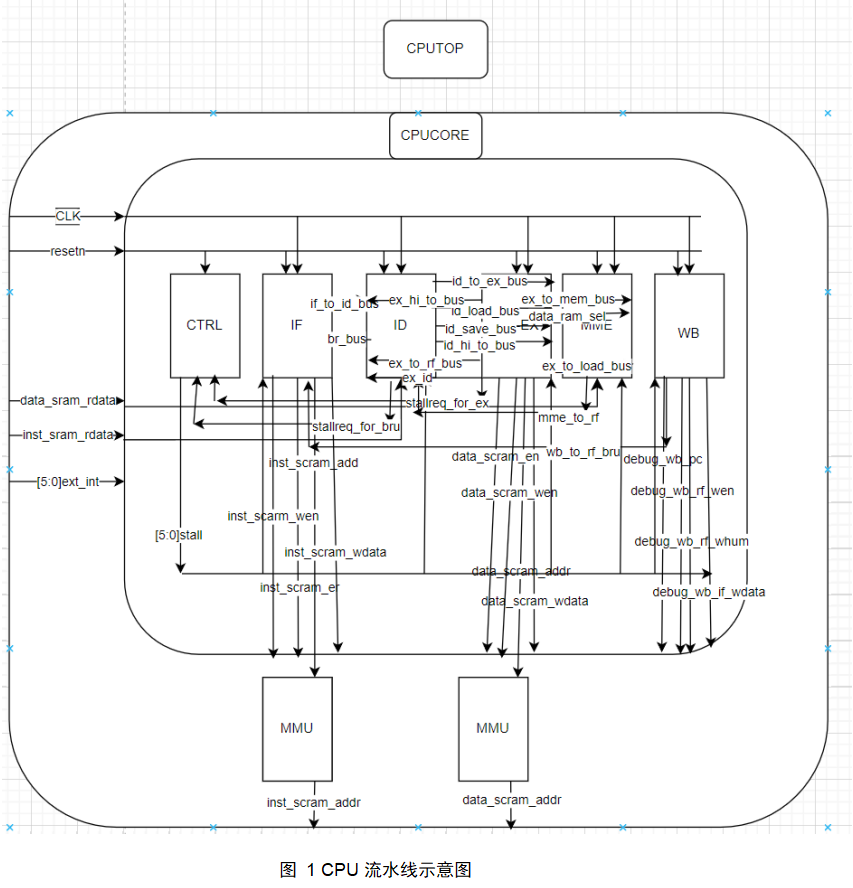 CPUTOP
CPUCORE
CLK
resetn
id_to_ex_bus
if_to_id_bus
ex_hi_to_bus
ex_to_mem_bus
id_load_bus
data_ram_sel
CTRL
IF
ID
EX
MME
WB
id_save_bus
br_bus
id_hi_to_bus
ex_to_rf_bus
ex_to_load_bus
ex_id
data_sram_rdata
stallreq_for_ex
mme_to_rf
stallreq_for_bru
inst_sram_rdata
wb_to_rf_bru
data_scram_en
debug_wb_pc
inst_scram_add
[5:0]ext_int
data_scram_wen
debug_wb_rf_wen
inst_scarm_wen
[5:0]stall
debug_wb_rf_whum
inst_scram_wdata
data_scram_addr
inst_scram_er
debug_wb_if_wdata
data_scram_wdata
MMU
MMU
inst_scram_addr
data_scram_addr
图 1 CPU 流水线示意图